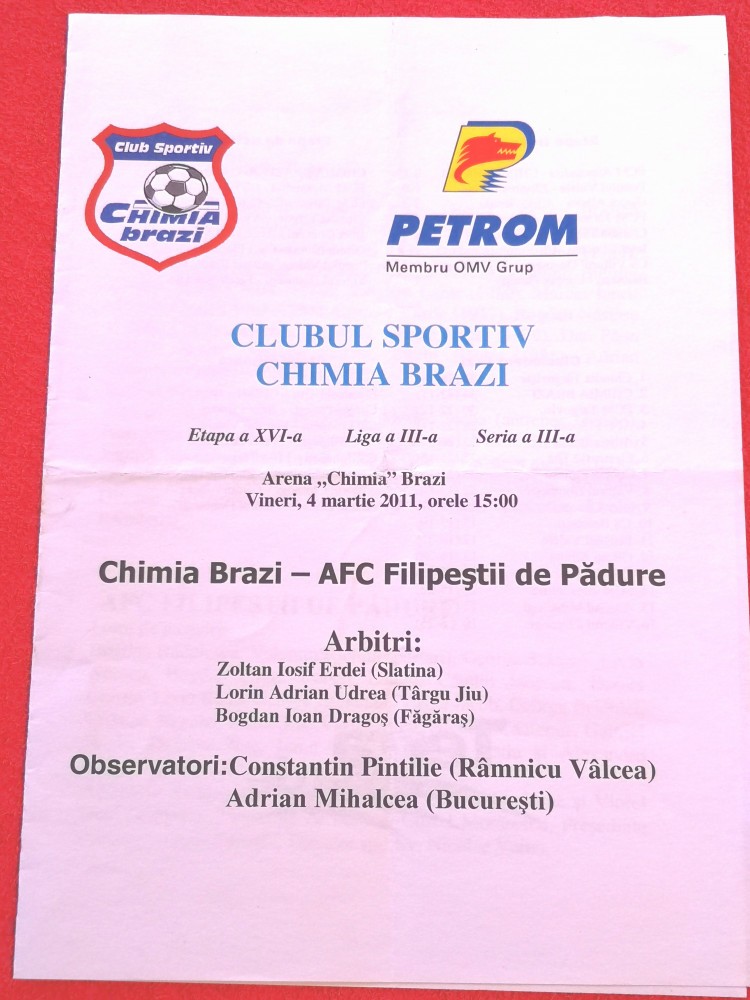 Club Sportiv
CHIMIA
brazi
PETROM
Membru OMV Grup
CLUBUL SPORTIV
CHIMIA BRAZI
Etapa a XVI-a Liga a III-a Seria a III-a
Arena „Chimia” Brazi
Vineri, 4 martie 2011, orele 15:00
Chimia Brazi – AFC Filipeştii de Pădure
Arbitri:
Zoltan Iosif Erdei (Slatina)
Lorin Adrian Udrea (Târgu Jiu)
Bogdan Ioan Dragoş (Făgăraş)
Observatori:Constantin Pintilie (Râmnicu Vâlcea)
Adrian Mihalcea (Bucureşti)